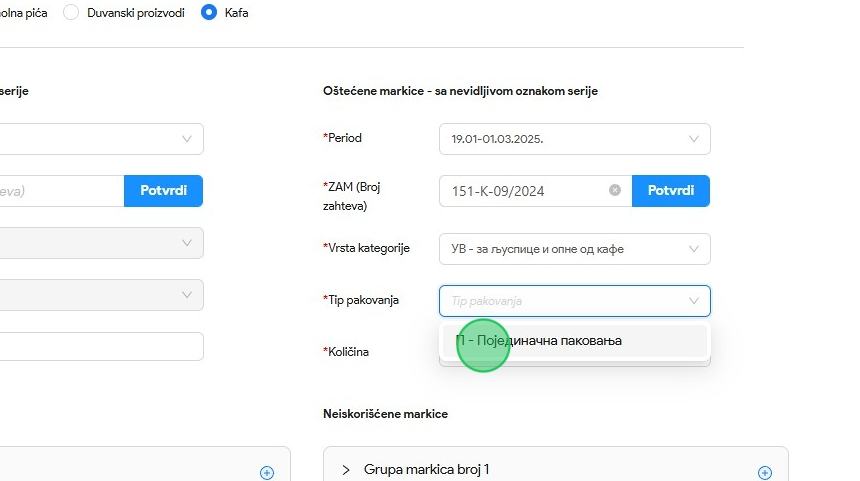 olna pića Duvanski proizvodi Kafa
serije
Oštećene markice - sa nevidljivom oznakom serije
*Period 19.01-01.03.2025.
eva) Potvrdi
*ZAM (Broj zahteva) 151-K-09/2024 Potvrdi
*Vrsta kategorije УВ - за љуспице и опне од кафе
*Tip pakovanja Tip pakovanja
П - Појединачна паковања
*Količina
Neiskorišćene markice
Grupa markica broj 1